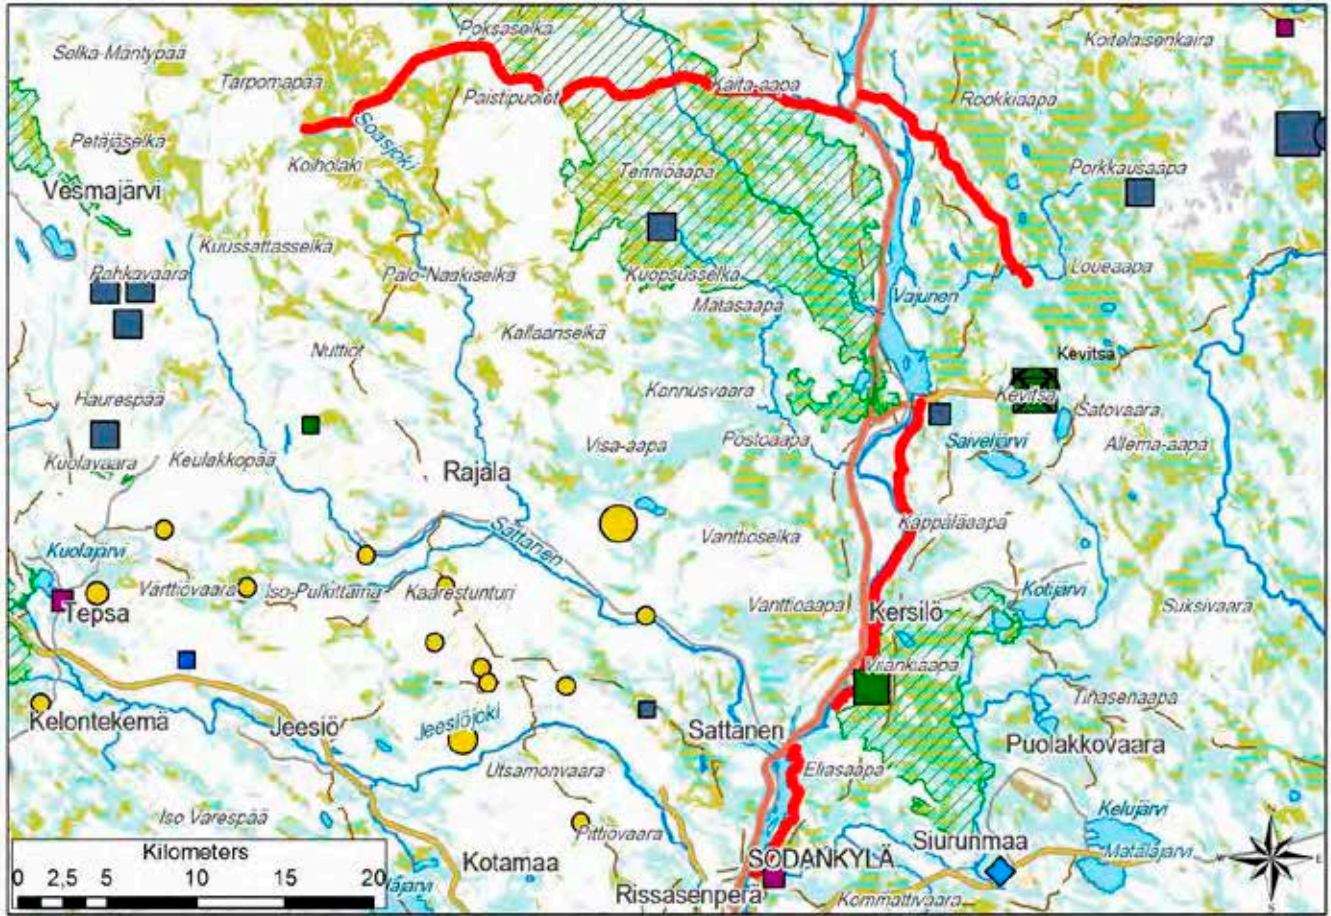 Poksaselkä
Koitelaisenkaira
Selkä-Mäntypää
Tarpomapää
Kaita-aapa
Paistipuolet
Rookkiaapa
Soasjoki
Petäjäselkä
Koiholaki
Tenniöaapa
Porkkausaapa
Vesmajärvi
Kuussattasselkä
Pahkavaara
Palo-Naakiselkä
Kuopsusselkä
Loueaapa
Matasaapa
Vajunen
Kallaanselkä
Nuttiot
Kevitsa
Haurespää
Kannusvaara
Kevitsa
Satovaara
Kuolavaara
Keulakkopää
Visa-aapa
Postoaapa
Saiveljärvi
Allema-aapa
Rajala
Sattanen
Vanttioselkä
Käppäläaapa
Kuolajärvi
Värttiövaara
Iso-Pulkittama
Kaarestunturi
Kotijärvi
Vanttioaapa
Kersilö
Suksivaara
Tepsa
Viiankiaapa
Tiñäsenaapa
Kelontekemä
Jeesiö
Jeesiöjoki
Sattanen
Puolakkovaara
Utsamonvaara
Eliasaapa
Iso Varespää
Pittiövaara
Kelujärvi
Siurunmaa
Matalajärvi
Kilometers
Kotamaa
SODANKYLÄ
0 2,5 5 10 15 20
Rissasenperä
Kommattivaara
N
W E
S